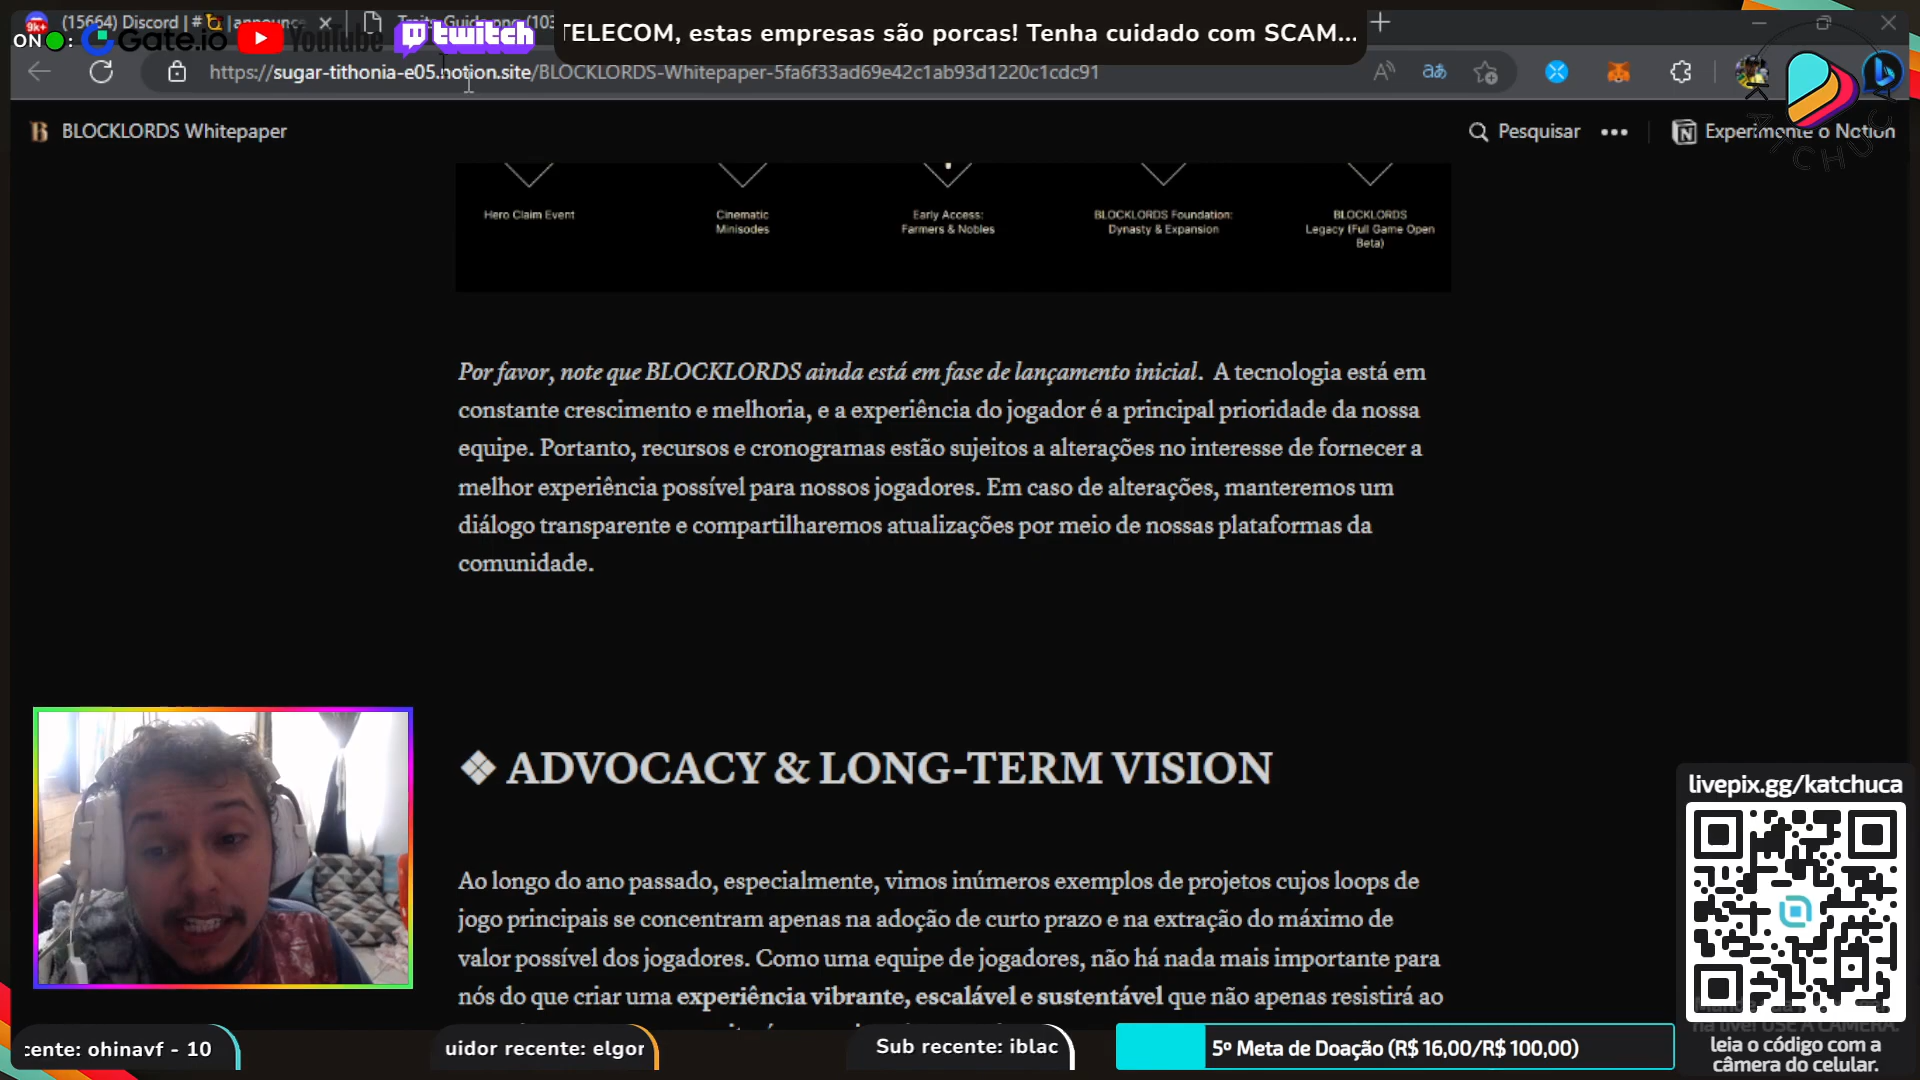 (15664) Discord | # | announce
Traits Guide.png (103
ON :
Gate.io
YouTube
twitch
TELECOM, estas empresas são porcas! Tenha cuidado com SCAM...
https://sugar-tithonia-e05.notion.site/BLOCKLORDS-Whitepaper-5fa6f33ad69e42c1ab93d1220c1cdc91
BLOCKLORDS Whitepaper
Pesquisar
Experimente o Notion
Hero Claim Event
Cinematic
Minisodes
Early Access:
Farmers & Nobles
BLOCKLORDS Foundation:
Dynasty & Expansion
BLOCKLORDS
Legacy (Full Game Open
Beta)
Por favor, note que BLOCKLORDS ainda está em fase de lançamento inicial. A tecnologia está em
constante crescimento e melhoria, e a experiência do jogador é a principal prioridade da nossa
equipe. Portanto, recursos e cronogramas estão sujeitos a alterações no interesse de fornecer a
melhor experiência possível para nossos jogadores. Em caso de alterações, manteremos um
diálogo transparente e compartilharemos atualizações por meio de nossas plataformas da
comunidade.
❖ ADVOCACY & LONG-TERM VISION
Ao longo do ano passado, especialmente, vimos inúmeros exemplos de projetos cujos loops de
jogo principais se concentram apenas na adoção de curto prazo e na extração do máximo de
valor possível dos jogadores. Como uma equipe de jogadores, não há nada mais importante para
nós do que criar uma experiência vibrante, escalável e sustentável que não apenas resistirá ao
livepix.gg/katchuca
na live! USE A CÂMERA.
leia o código com a
câmera do celular.
cente: ohinavf - 10
uidor recente: elgor
Sub recente: iblac
5º Meta de Doação (R$ 16,00/R$ 100,00)